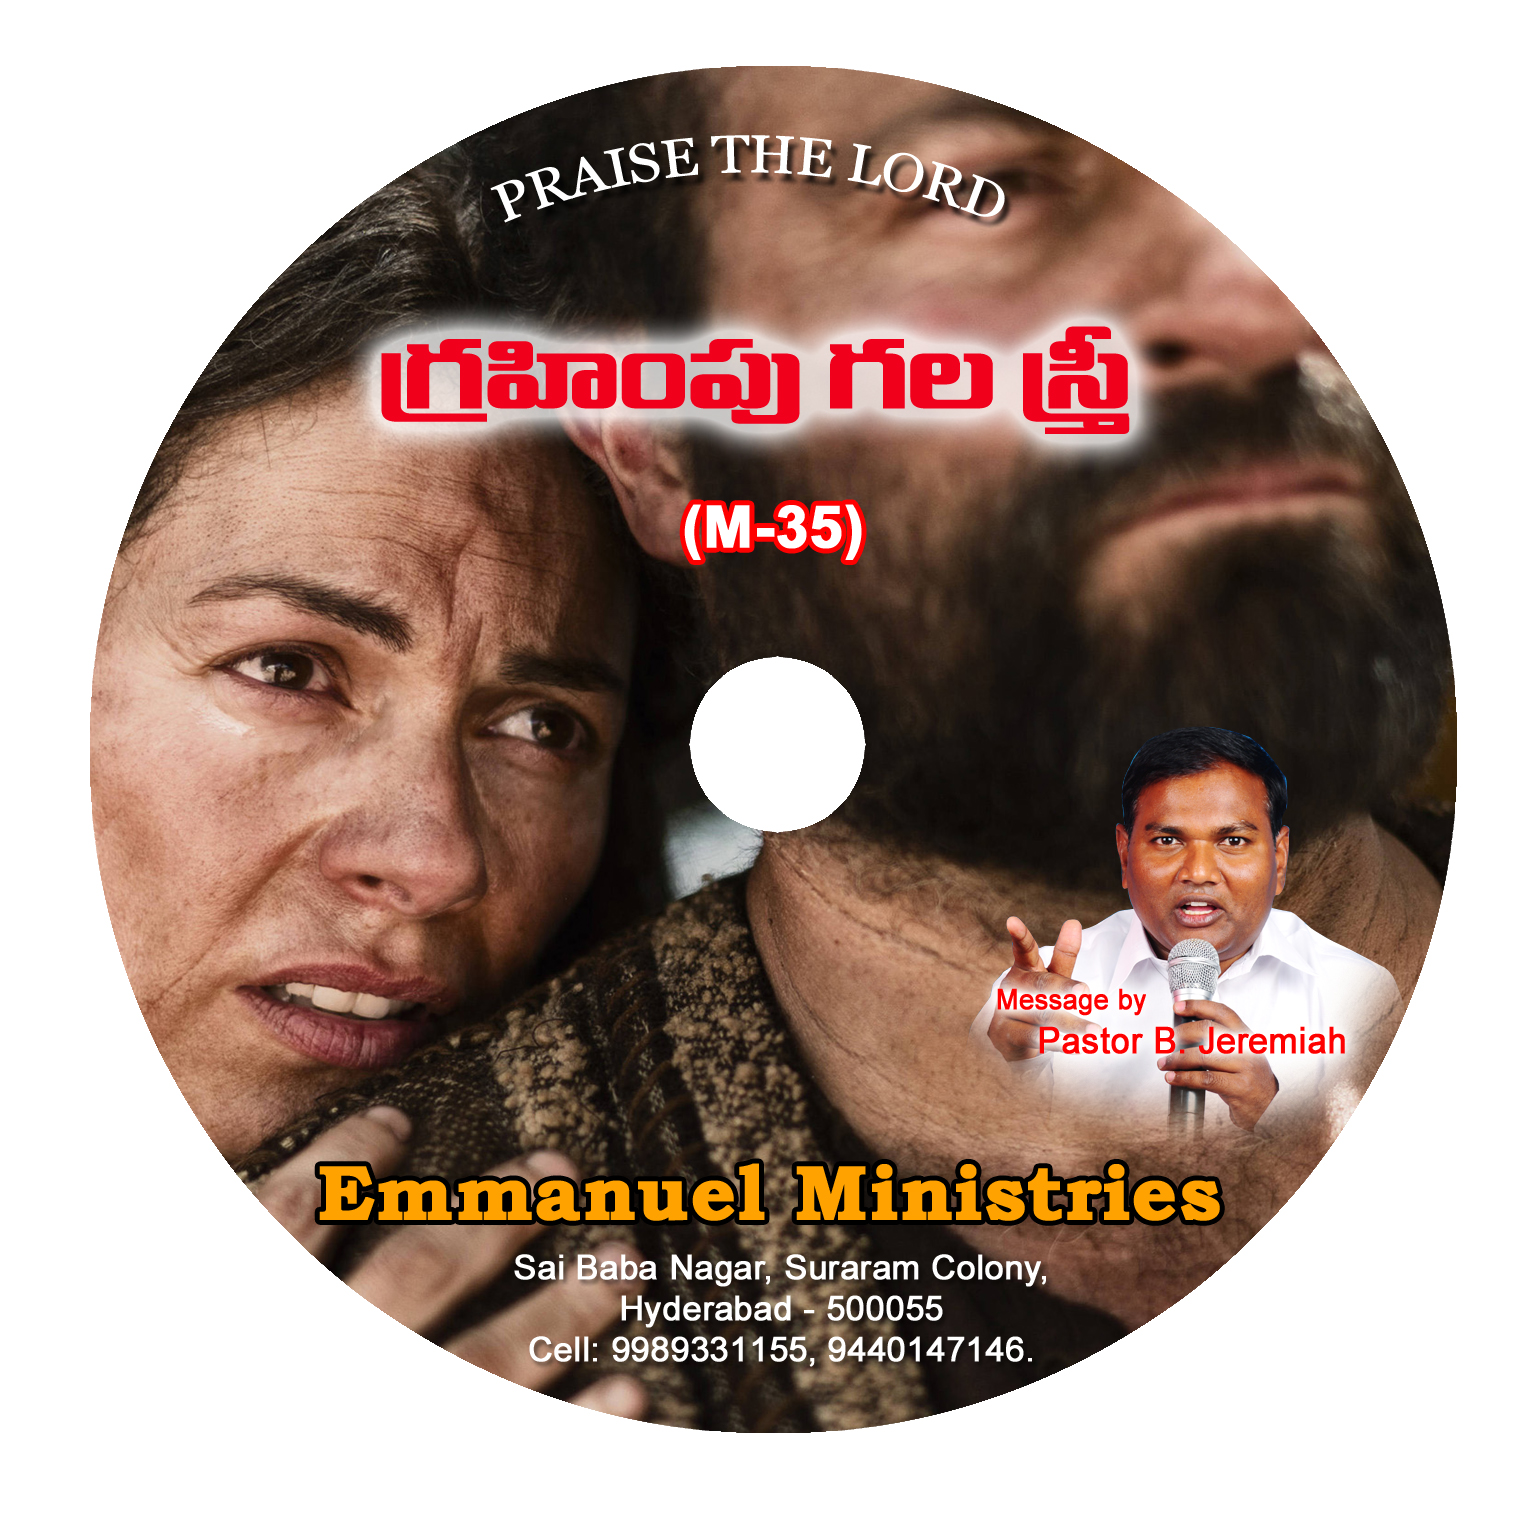 PRAISE THE LORD
గ్రహింపు గల స్త్రీ
(M-35)
Message by
Pastor B. Jeremiah
Emmanuel Ministries
Sai Baba Nagar, Suraram Colony,
Hyderabad - 500055
Cell: 9989331155, 9440147146.